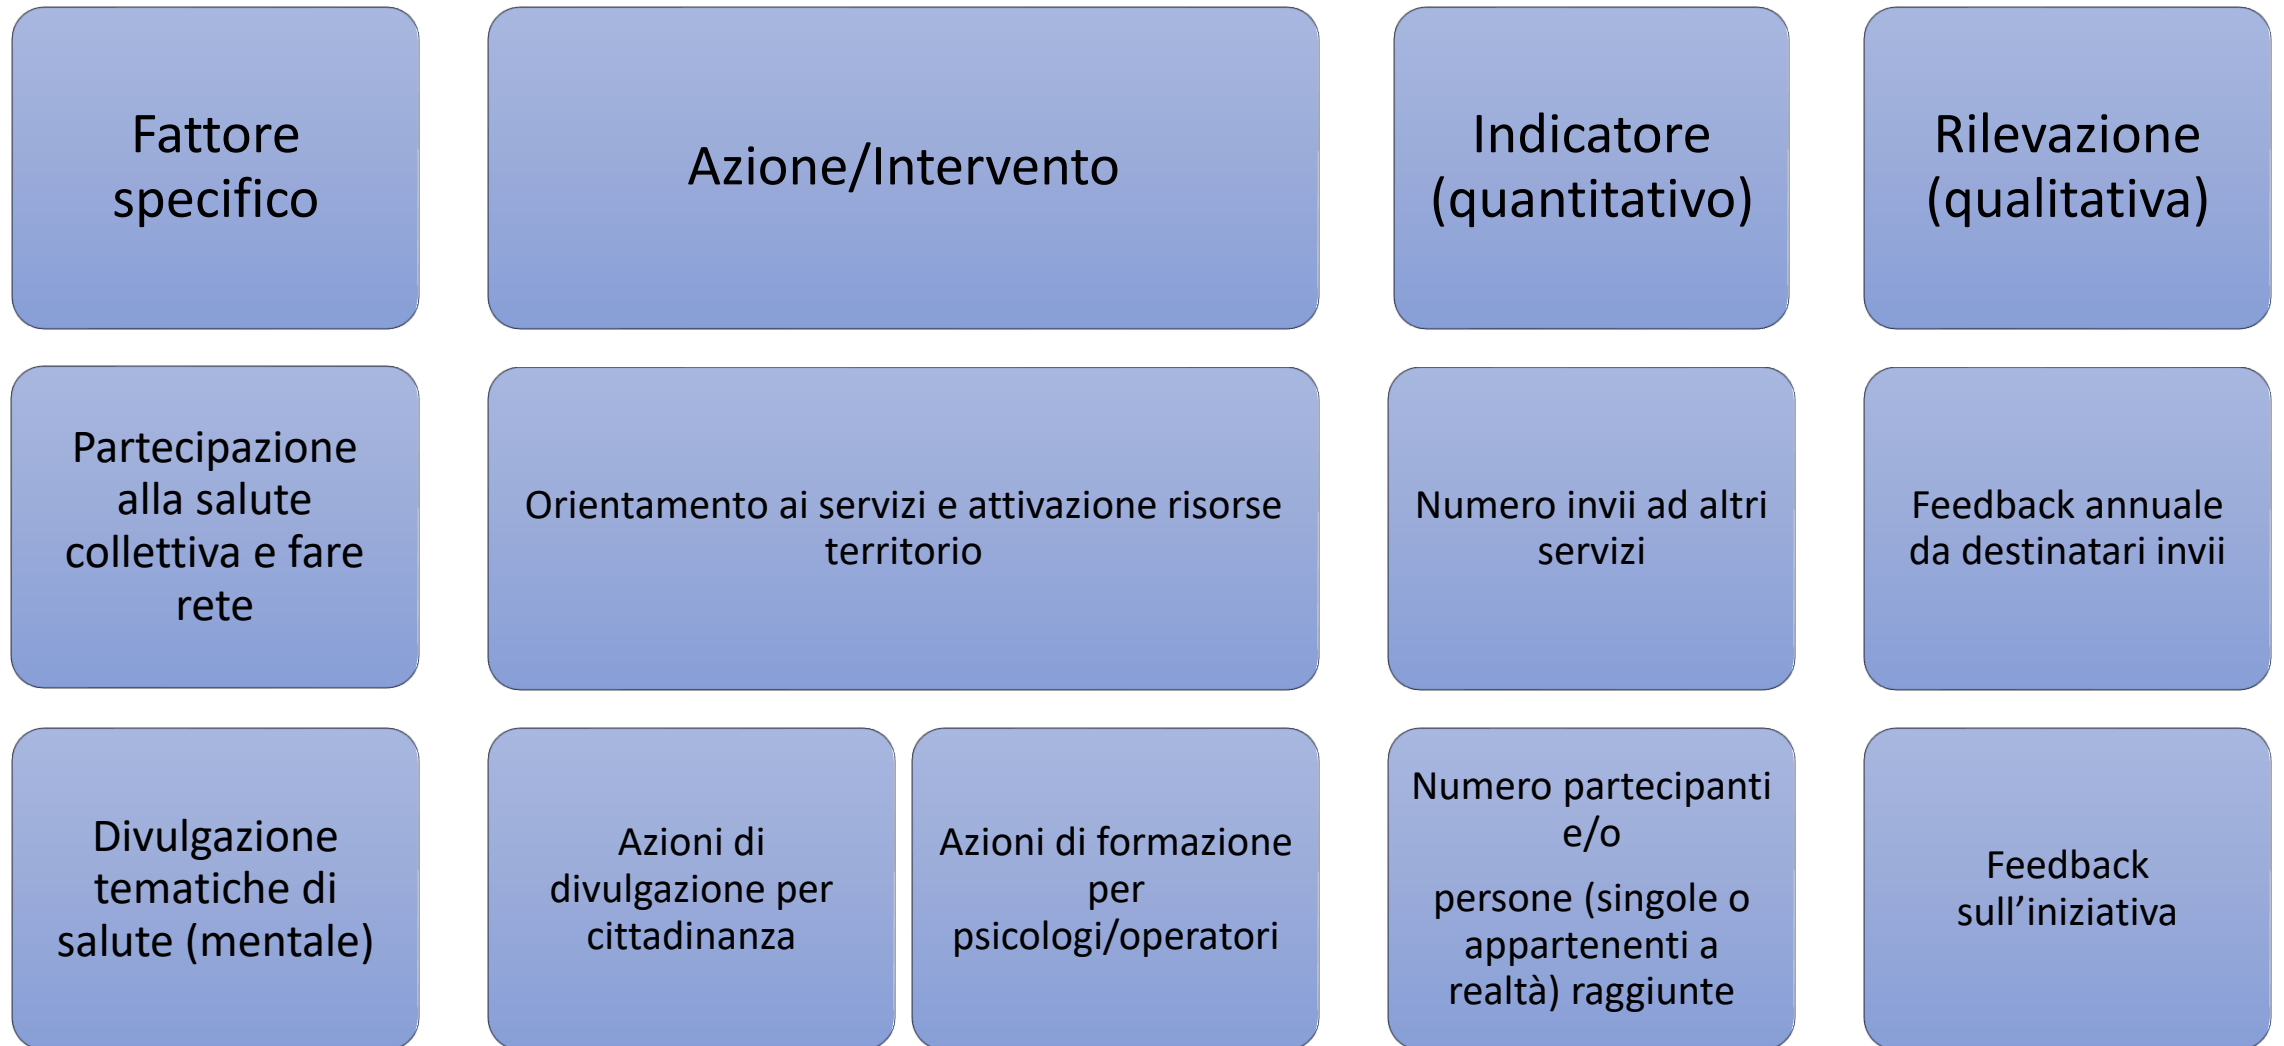 Fattore
specifico
Azione/Intervento
Indicatore
(quantitativo)
Rilevazione
(qualitativa)
Partecipazione
alla salute
collettiva e fare
rete
Orientamento ai servizi e attivazione risorse
territorio
Numero invii ad altri
servizi
Feedback annuale
da destinatari invii
Divulgazione
tematiche di
salute (mentale)
Azioni di
divulgazione per
cittadinanza
Azioni di formazione
per
psicologi/operatori
Numero partecipanti
e/o
persone (singole o
appartenenti a
realtà) raggiunte
Feedback
sull’iniziativa